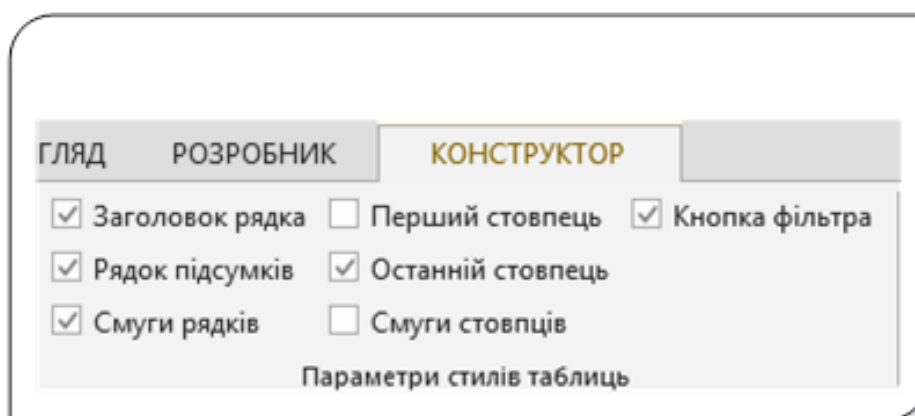 ГЛЯД РОЗРОБНИК КОНСТРУКТОР
Заголовок рядка Перший стовпець Кнопка фільтра
Рядок підсумків Останній стовпець
Смуги рядків Смуги стовпців
Параметри стилів таблиць